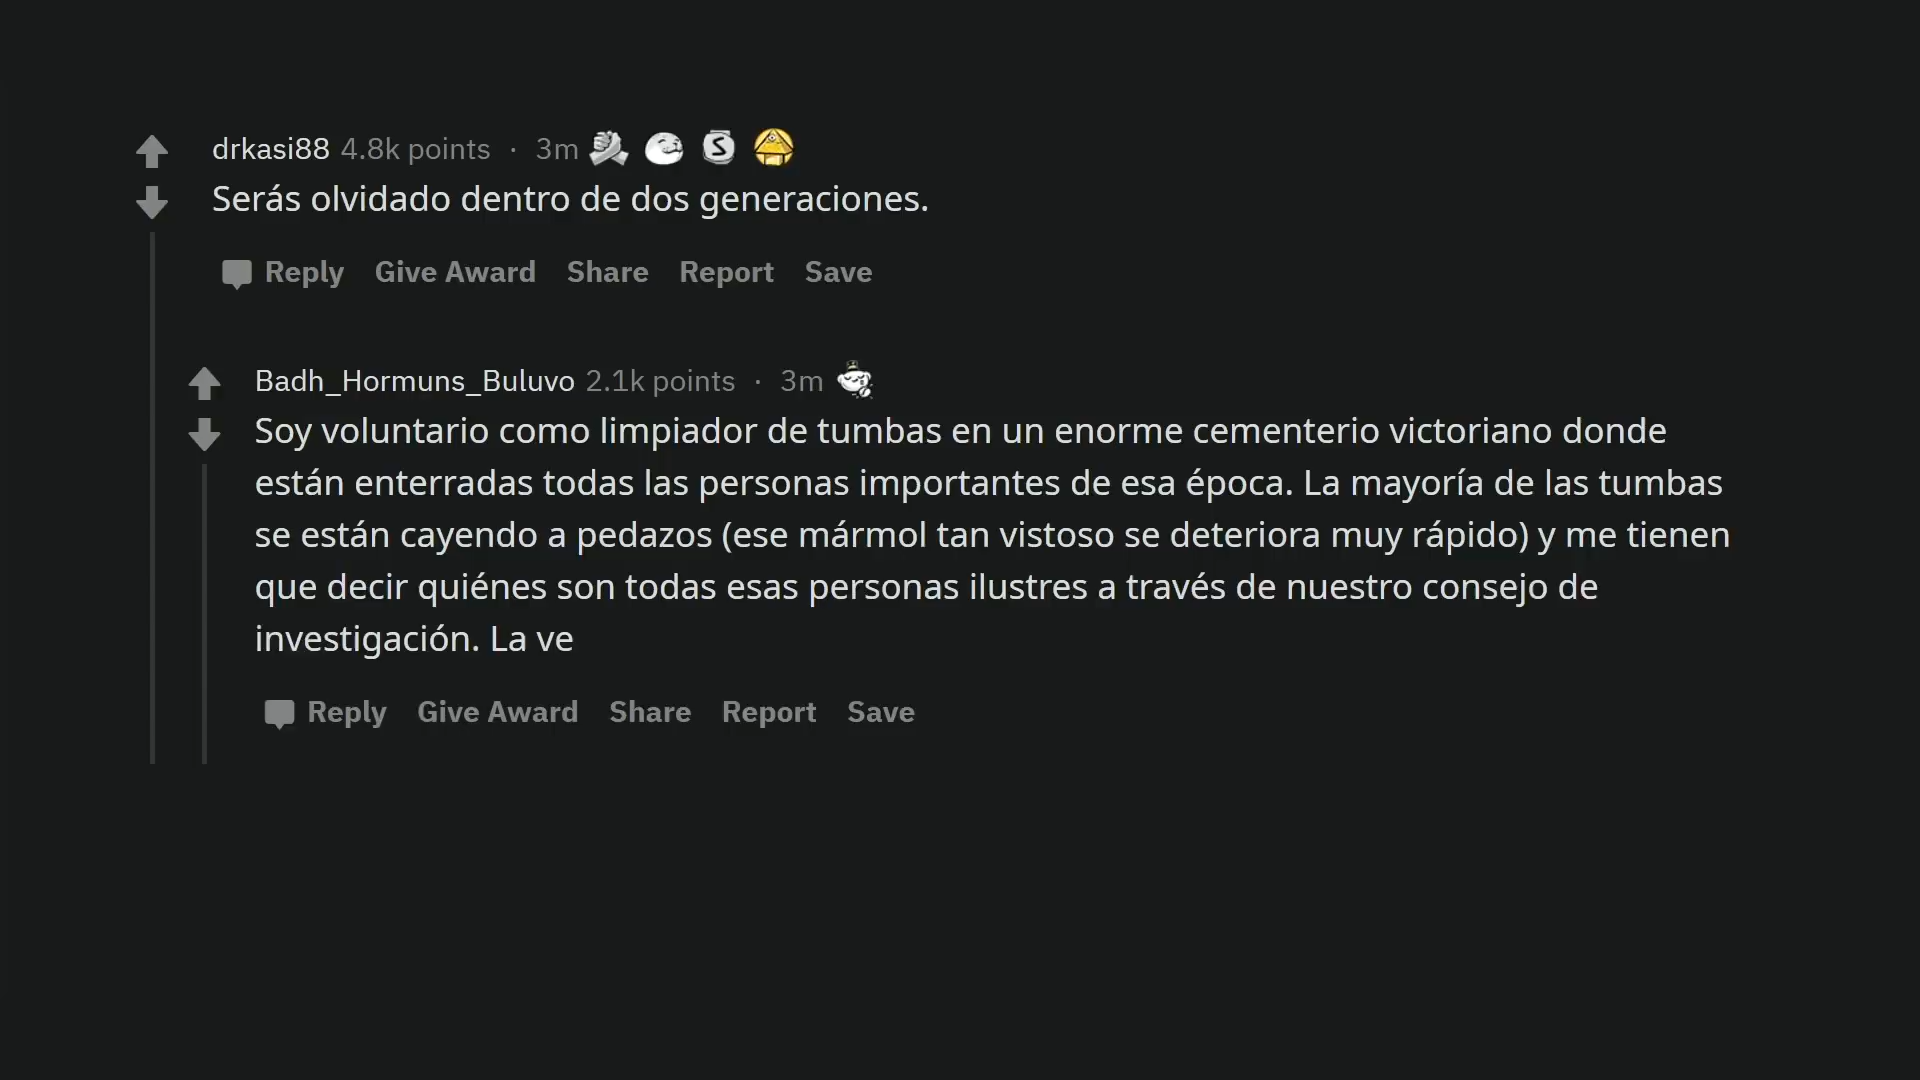 drkasi88 4.8k points · 3m
Serás olvidado dentro de dos generaciones.
Reply Give Award Share Report Save
Badh_Hormuns_Buluvo 2.1k points · 3m
Soy voluntario como limpiador de tumbas en un enorme cementerio victoriano donde
están enterradas todas las personas importantes de esa época. La mayoría de las tumbas
se están cayendo a pedazos (ese mármol tan vistoso se deteriora muy rápido) y me tienen
que decir quiénes son todas esas personas ilustres a través de nuestro consejo de
investigación. La ve
Reply Give Award Share Report Save